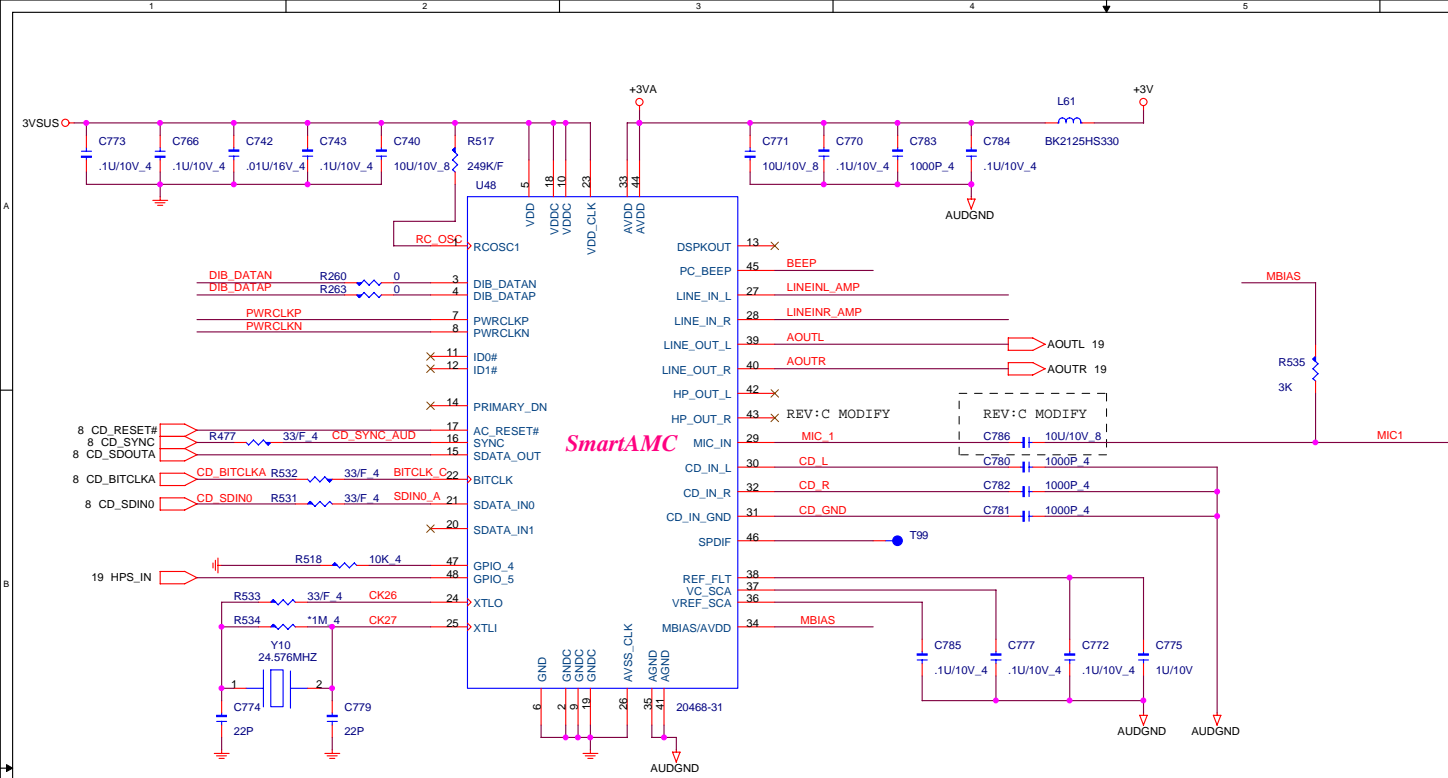 1 2 3 4 5
+3VA +3V
L61
3VSUS
BK2125HS330
C773 .1U/10V_4
C766 .1U/10V_4
C742 .01U/16V_4
C743 .1U/10V_4
C740 10U/10V_8
R517 249K/F
C771 10U/10V_8
C770 .1U/10V_4
C783 1000P_4
C784 .1U/10V_4
AUDGND
A
U48
5 VDD
18 VDDC
10 VDDC
23 VDD_CLK
33 AVDD
44 AVDD
RC_OSC 1 RCOSC1
DIB_DATAN R260 0 3 DIB_DATAN
DIB_DATAP R263 0 4 DIB_DATAP
PWRCLKP 7 PWRCLKP
PWRCLKN 8 PWRCLKN
11 ID0#
12 ID1#
14 PRIMARY_DN
8 CD_RESET# 17 AC_RESET#
8 CD_SYNC R477 33/F_4 CD_SYNC_AUD 16 SYNC
8 CD_SDOUTA 15 SDATA_OUT
8 CD_BITCLKA CD_BITCLKA R532 33/F_4 BITCLK_C 22 BITCLK
8 CD_SDIN0 CD_SDIN0 R531 33/F_4 SDIN0_A 21 SDATA_IN0
20 SDATA_IN1
R518 10K_4 47 GPIO_4
19 HPS_IN 48 GPIO_5
R533 33/F_4 CK26 24 XTLO
R534 *1M_4 CK27 25 XTLI
Y10
24.576MHZ
1 2
C774 22P
C779 22P
B
SmartAMC
DSPKOUT 13
PC_BEEP 45 BEEP
LINE_IN_L 27 LINEINL_AMP
LINE_IN_R 28 LINEINR_AMP
LINE_OUT_L 39 AOUTL AOUTL 19
LINE_OUT_R 40 AOUTR AOUTR 19
HP_OUT_L 42
HP_OUT_R 43 REV:C MODIFY
REV:C MODIFY
MIC_IN 29 MIC_1 C786 10U/10V_8 MIC1
CD_IN_L 30 CD_L C780 1000P_4
CD_IN_R 32 CD_R C782 1000P_4
CD_IN_GND 31 CD_GND C781 1000P_4
SPDIF 46 T99
REF_FLT 38
VC_SCA 37
VREF_SCA 36
MBIAS/AVDD 34 MBIAS
MBIAS
R535
3K
C785 .1U/10V_4
C777 .1U/10V_4
C772 .1U/10V_4
C775 1U/10V
AUDGND AUDGND
GND 6
GNDC 2
GNDC 9
GNDC 19
AVSS_CLK 26
AGND 35
AGND 41
20468-31
AUDGND